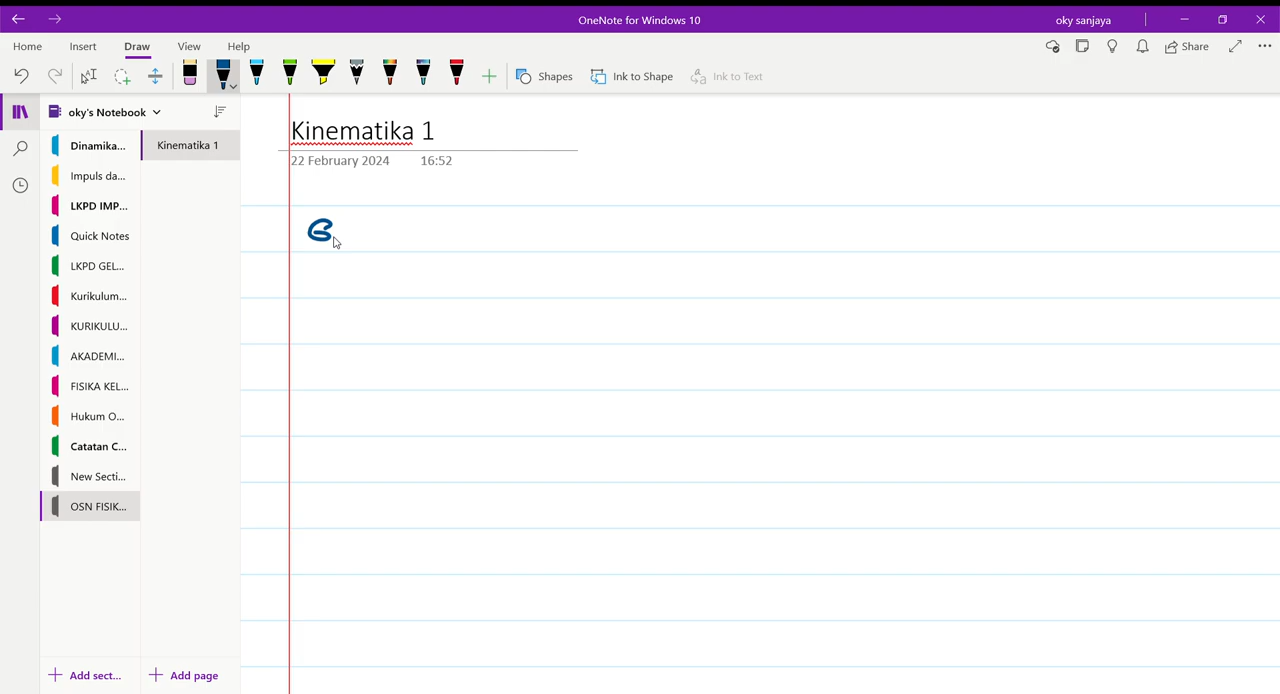 OneNote for Windows 10
oky sanjaya
Home Insert Draw View Help
Share
Shapes Ink to Shape Ink to Text
oky's Notebook
Dinamika...
Impuls da...
LKPD IMP...
Quick Notes
LKPD GEL...
Kurikulum...
KURIKULU...
AKADEMI...
FISIKA KEL...
Hukum O...
Catatan C...
New Secti...
OSN FISIK...
Add sect...
Kinematika 1
Add page
Kinematika 1
22 February 2024 16:52